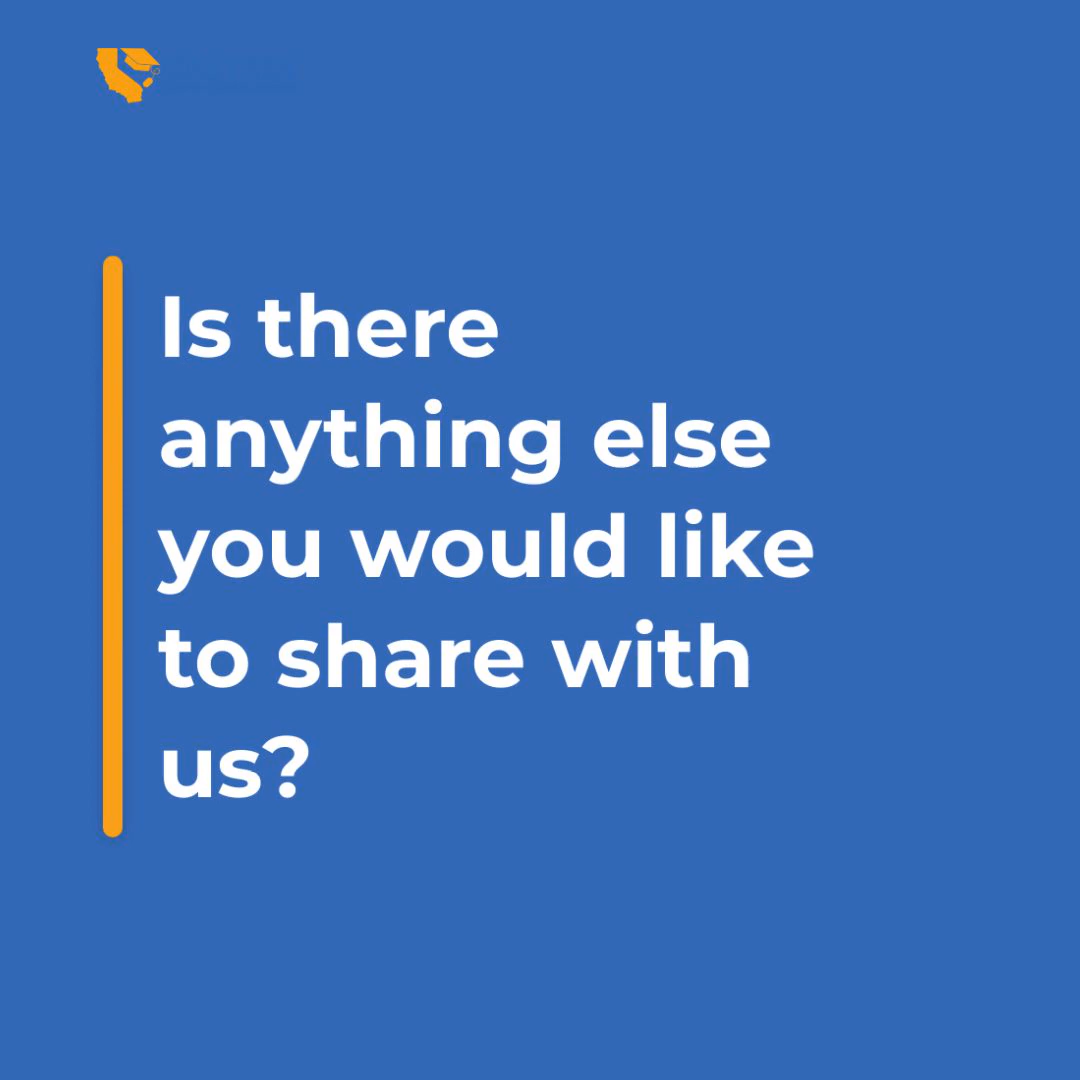 Is there
anything else
you would like
to share with
us?